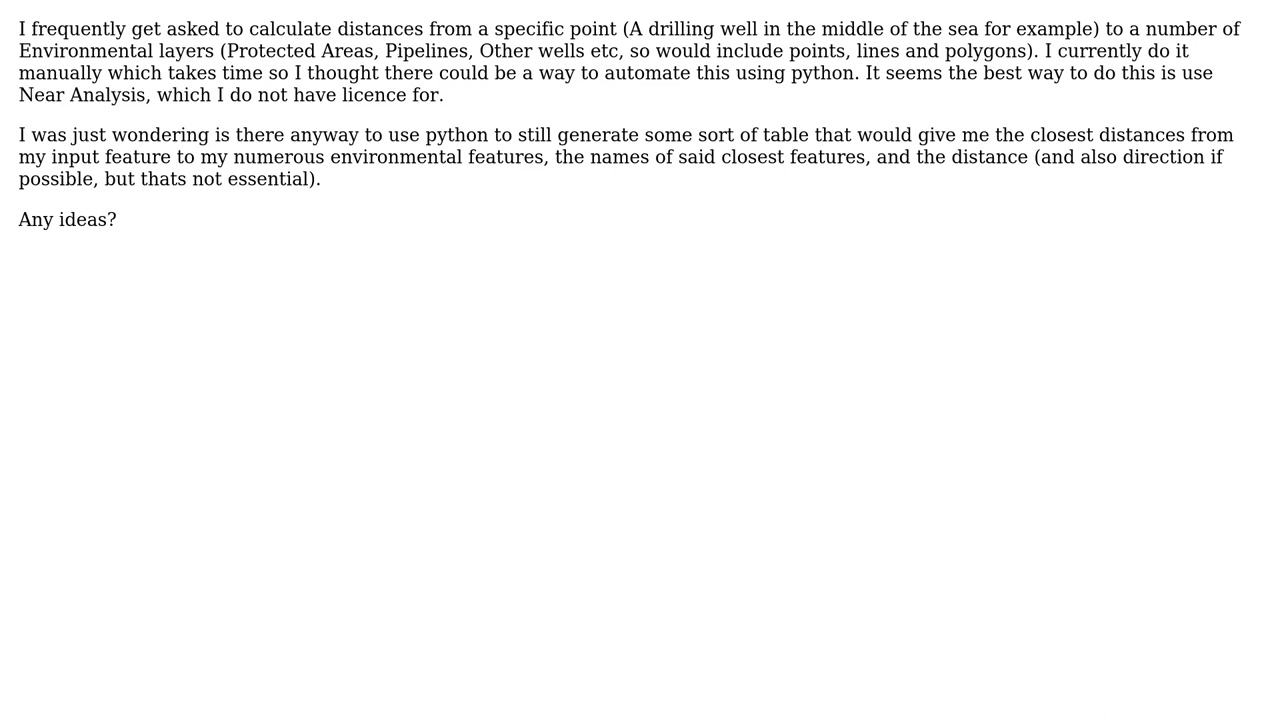 I frequently get asked to calculate distances from a specific point (A drilling well in the middle of the sea for example) to a number of
Environmental layers (Protected Areas, Pipelines, Other wells etc, so would include points, lines and polygons). I currently do it
manually which takes time so I thought there could be a way to automate this using python. It seems the best way to do this is use
Near Analysis, which I do not have licence for.
I was just wondering is there anyway to use python to still generate some sort of table that would give me the closest distances from
my input feature to my numerous environmental features, the names of said closest features, and the distance (and also direction if
possible, but thats not essential).
Any ideas?